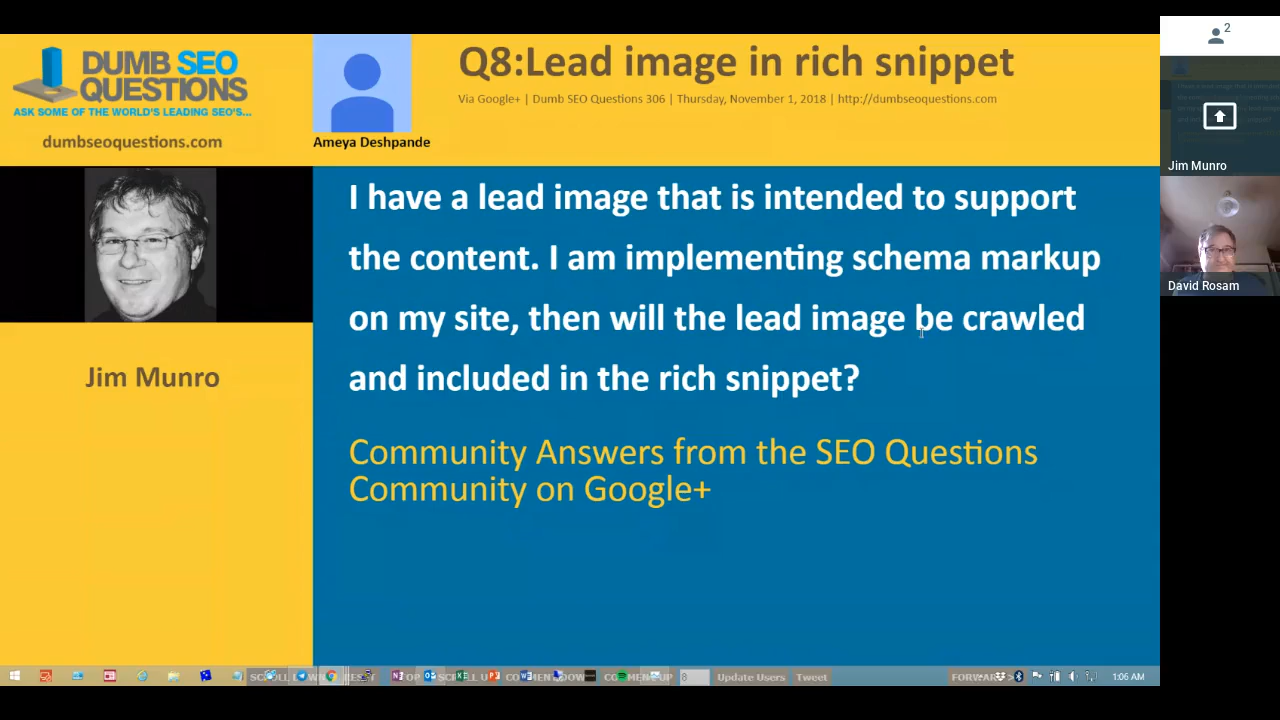 DUMB SEO
QUESTIONS
ASK SOME OF THE WORLD'S LEADING SEO'S...
dumbseoquestions.com
Ameya Deshpande
Q8:Lead image in rich snippet
Via Google+ | Dumb SEO Questions 306 | Thursday, November 1, 2018 | http://dumbseoquestions.com
Jim Munro
I have a lead image that is intended to support
the content. I am implementing schema markup
on my site, then will the lead image be crawled
and included in the rich snippet?
Community Answers from the SEO Questions
Community on Google+
2
Jim Munro
David Rosam
8
Update Users
Tweet
1:06 AM